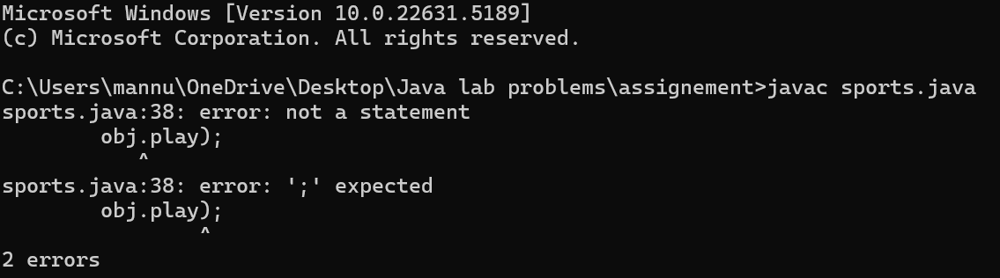 Microsoft Windows [Version 10.0.22631.5189]
(c) Microsoft Corporation. All rights reserved.

C:\Users\mannu\OneDrive\Desktop\Java lab problems\assignement>javac sports.java
sports.java:38: error: not a statement
        obj.play);
           ^
sports.java:38: error: ';' expected
        obj.play);
                ^
2 errors